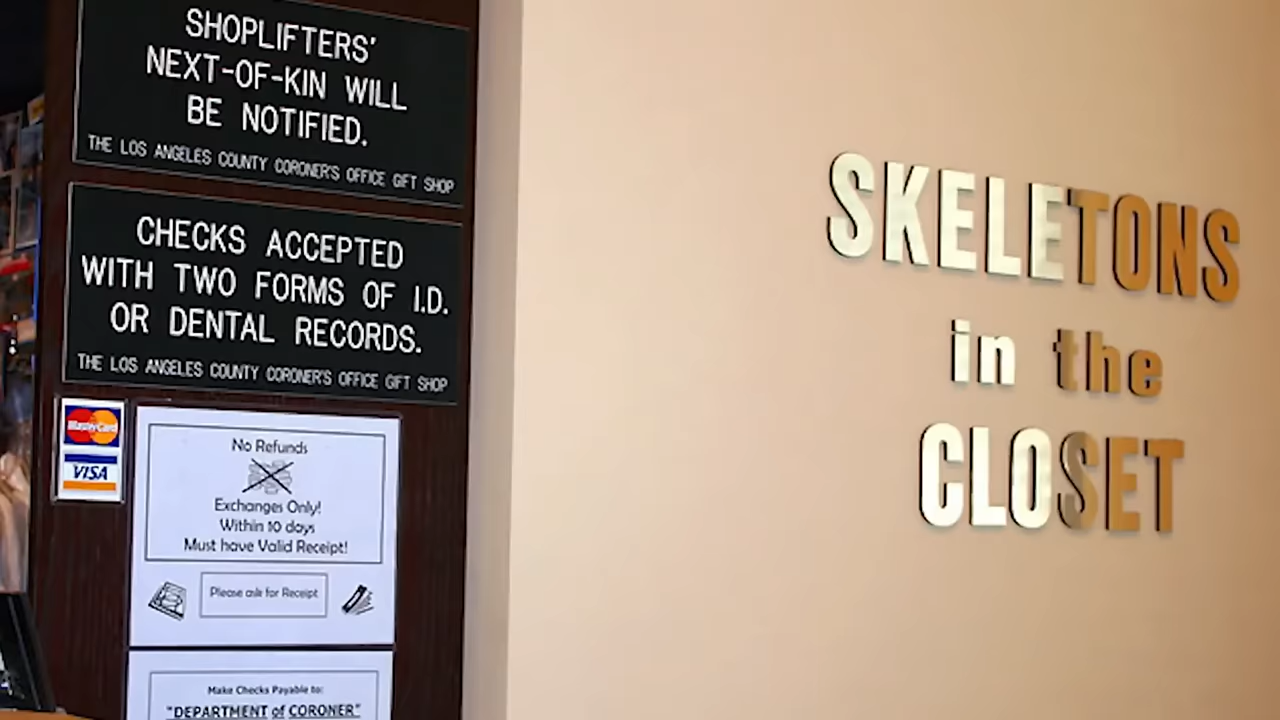 SHOPLIFTERS'
NEXT-OF-KIN WILL
BE NOTIFIED.
THE LOS ANGELES COUNTY CORONER'S OFFICE GIFT SHOP
CHECKS ACCEPTED
WITH TWO FORMS OF I.D.
OR DENTAL RECORDS.
THE LOS ANGELES COUNTY CORONER'S OFFICE GIFT SHOP
MasterCard
VISA
No Refunds
Exchanges Only!
Within 10 days
Must have Valid Receipt!
Please ask for Receipt
Make Checks Payable to:
"DEPARTMENT of CORONER"
SKELETONS
in the
CLOSET